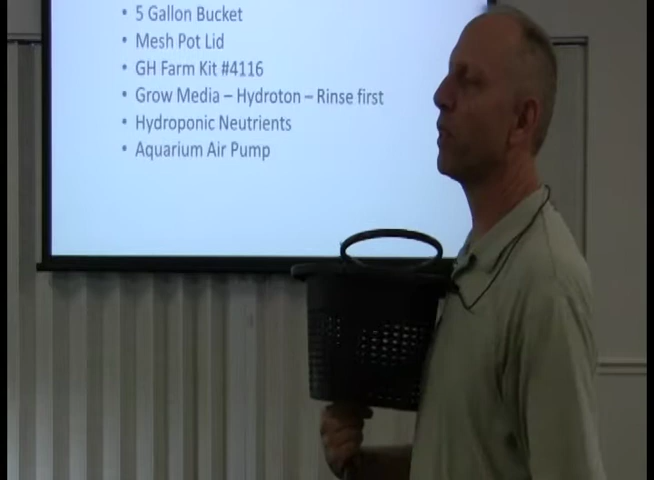 • 5 Gallon Bucket
• Mesh Pot Lid
• GH Farm Kit #4116
• Grow Media – Hydroton – Rinse first
• Hydroponic Neutrients
• Aquarium Air Pump